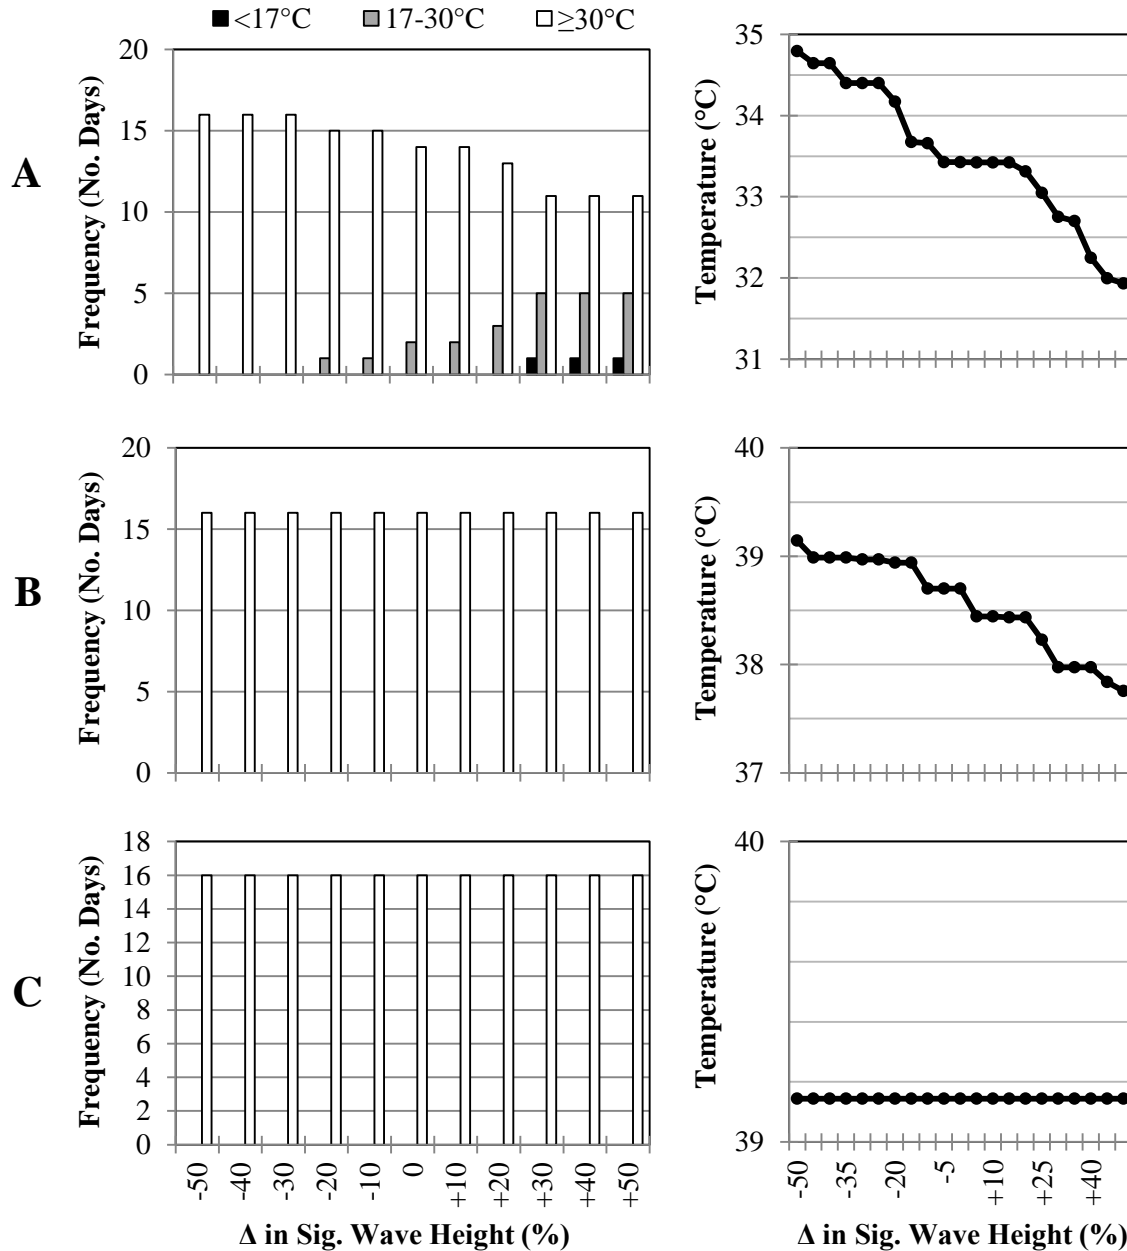 <17°C 17-30°C ≥30°C
A
Frequency (No. Days)
20
15
10
5
0
Temperature (°C)
35
34
33
32
31
B
Frequency (No. Days)
20
15
10
5
0
Temperature (°C)
40
39
38
37
C
Frequency (No. Days)
18
16
14
12
10
8
6
4
2
0
-50 -40 -30 -20 -10 0 +10 +20 +30 +40 +50
Δ in Sig. Wave Height (%)
Temperature (°C)
40
39
-50 -35 -20 -5 +10 +25 +40
Δ in Sig. Wave Height (%)